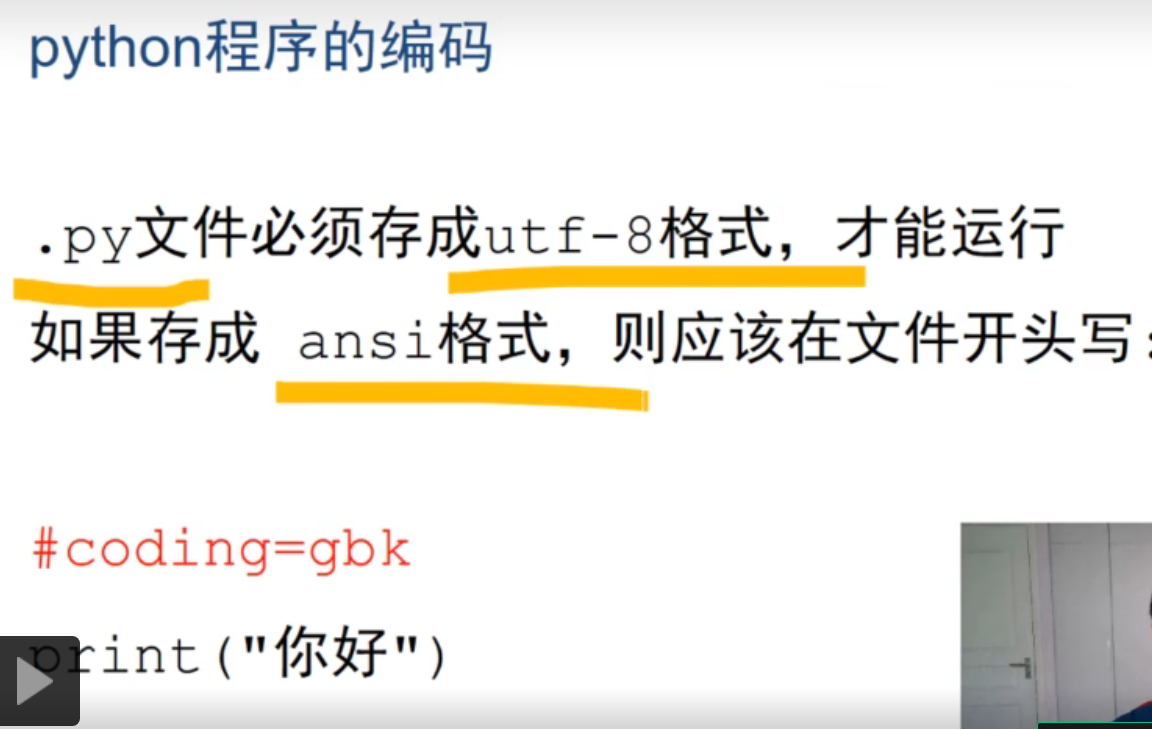 python程序的编码
.py文件必须存成utf-8格式，才能运行
如果存成 ansi格式，则应该在文件开头写:
#coding=gbk
print("你好")